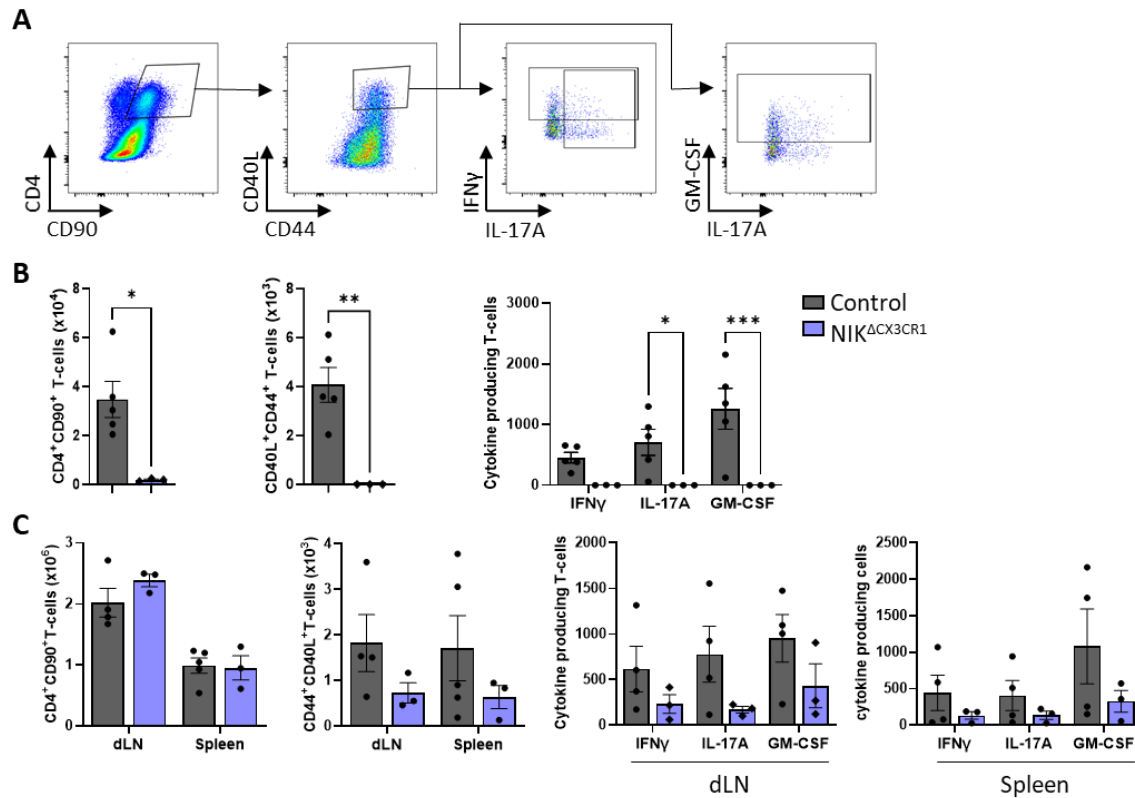 A
CD4
CD90
CD40L
CD44
IFNγ
IL-17A
GM-CSF
IL-17A
B
CD4⁺CD90⁺ T-cells (x10⁴)
8
6
4
2
0
*
CD40L⁺CD44⁺ T-cells (x10³)
8
6
4
2
0
**
Cytokine producing T-cells
3000
2000
1000
0
*
***
IFNγ
IL-17A
GM-CSF
Control
NIK^ΔCX3CR1
C
CD4⁺CD90⁺T-cells (x10⁶)
3
2
1
0
dLN
Spleen
CD44⁺CD40L⁺T-cells (x10³)
4
3
2
1
0
dLN
Spleen
Cytokine producing T-cells
2000
1500
1000
500
0
IFNγ
IL-17A
GM-CSF
dLN
cytokine producing cells
2500
2000
1500
1000
500
0
IFNγ
IL-17A
GM-CSF
Spleen